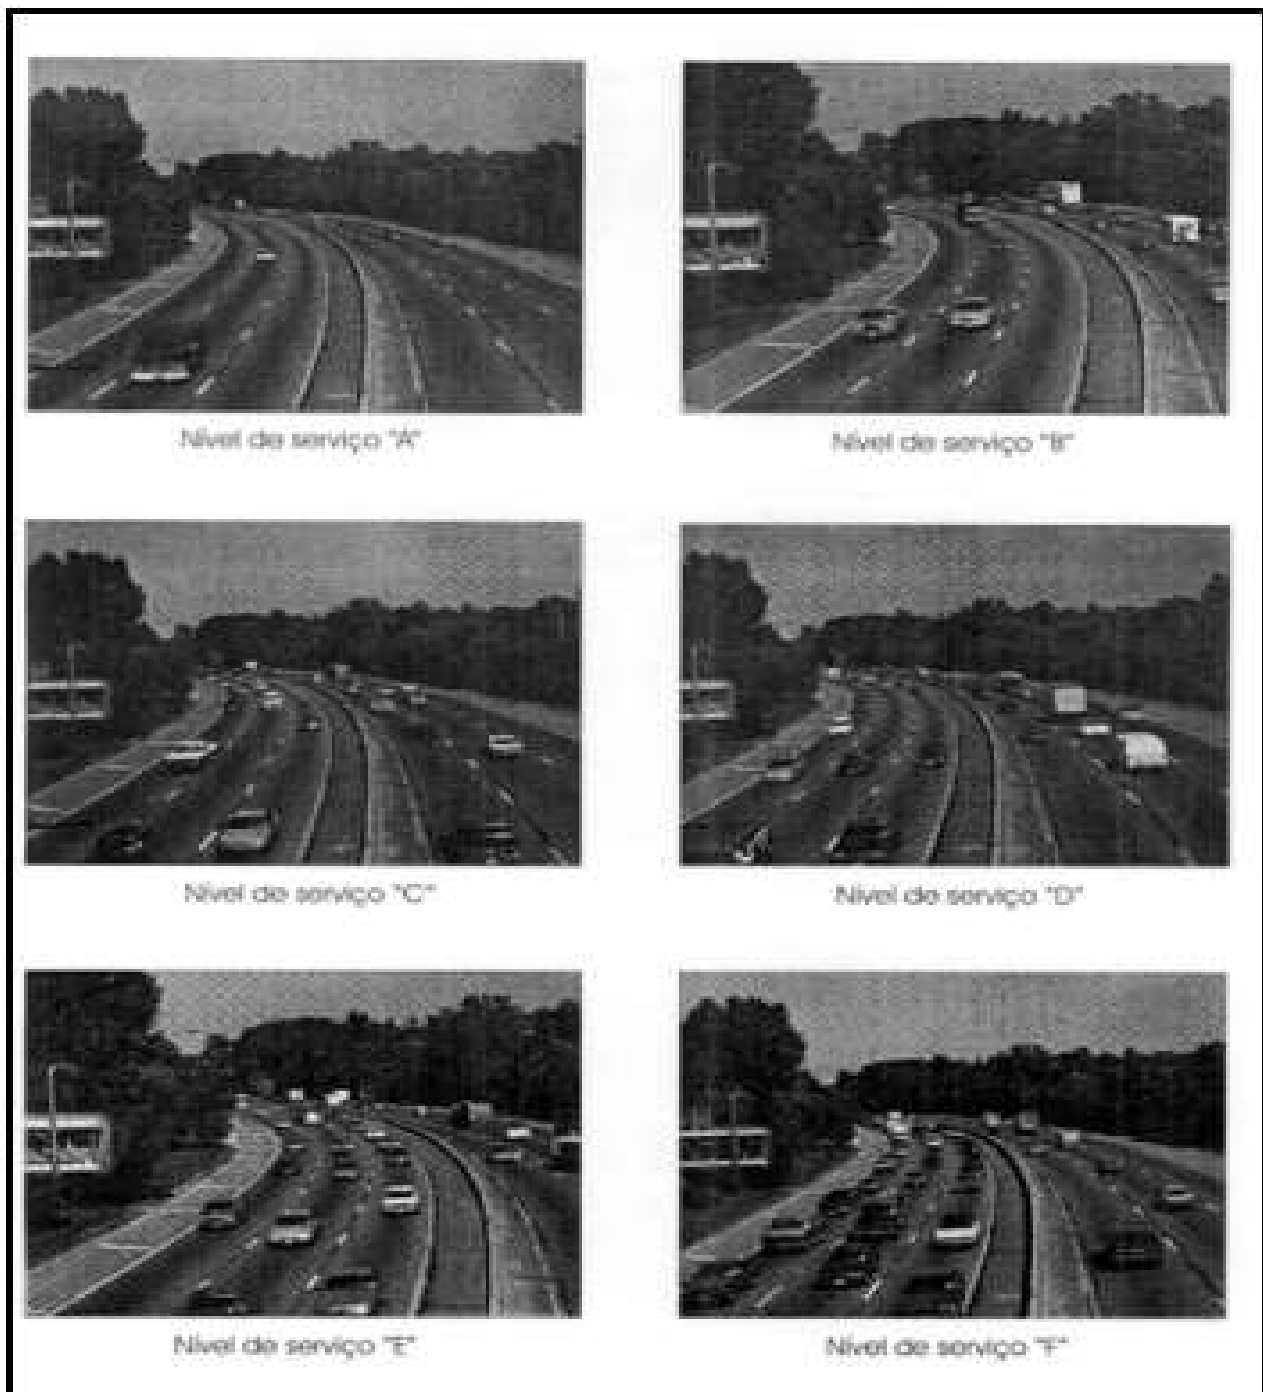 Nível de serviço "A"
Nível de serviço "B"
Nível de serviço "C"
Nível de serviço "D"
Nível de serviço "E"
Nível de serviço "F"